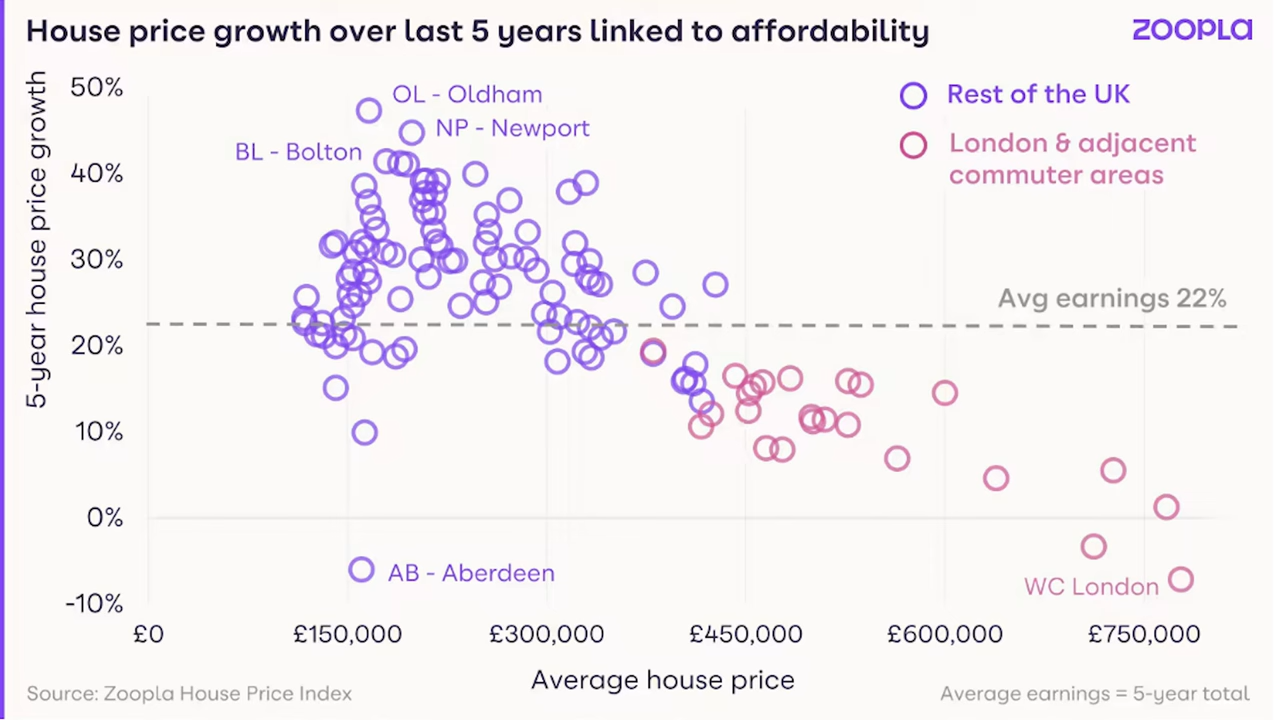 House price growth over last 5 years linked to affordability
zoopla
5-year house price growth
50%
40%
30%
20%
10%
0%
-10%
OL - Oldham
NP - Newport
BL - Bolton
Rest of the UK
London & adjacent
commuter areas
Avg earnings 22%
AB - Aberdeen
WC London
£0
£150,000
£300,000
£450,000
£600,000
£750,000
Average house price
Source: Zoopla House Price Index
Average earnings = 5-year total